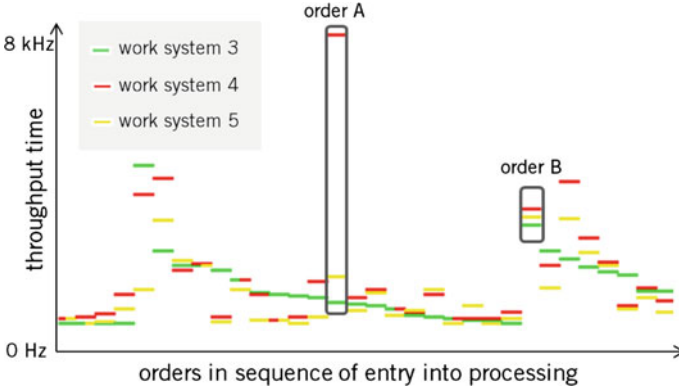 order A
8 kHz
work system 3
work system 4
work system 5
order B
throughput time
0 Hz
orders in sequence of entry into processing